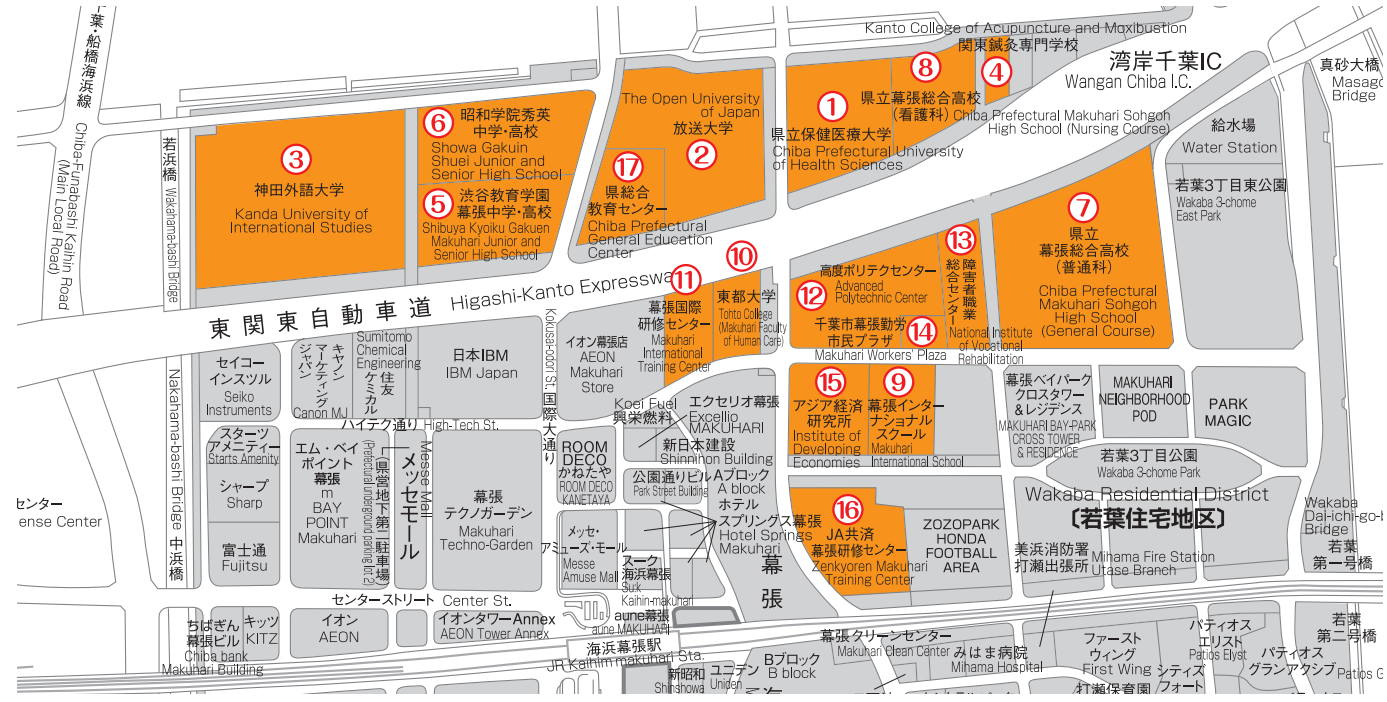 千葉・船橋海浜線
Chiba-Funabashi Kaihin Road
(Main Local Road)
若浜橋
Wakahama-bashi Bridge
③
神田外語大学
Kanda University of
International Studies
⑥
昭和学院秀英
中学・高校
Showa Gakuin
Shuei Junior and
Senior High School
⑤
渋谷教育学園
幕張中学・高校
Shibuya Kyoiku Gakuen
Makuhari Junior and
Senior High School
The Open University
of Japan
放送大学
②
⑰
県総合
教育センター
Chiba Prefectural
General Education
Center
①
県立保健医療大学
Chiba Prefectural University
of Health Sciences
⑧
県立幕張総合高校
(看護科)
Chiba Prefectural Makuhari Sohgoh
High School (Nursing Course)
Kanto College of Acupuncture and Moxibustion
関東鍼灸専門学校
④
湾岸千葉IC
Wangan Chiba I.C.
真砂大橋
Masago
Bridge
給水場
Water Station
若葉3丁目東公園
Wakaba 3-chome
East Park
⑦
県立
幕張総合高校
(普通科)
Chiba Prefectural
Makuhari Sohgoh
High School
(General Course)
⑬
障害者職業
総合センター
National Institute
of Vocational
Rehabilitation
⑫
高度ポリテクセンター
Advanced
Polytechnic Center
⑭
千葉市幕張勤労
市民プラザ
Makuhari Workers' Plaza
⑩
東都大学
Tohto College
(Makuhari Faculty
of Human Care)
⑪
幕張国際
研修センター
Makuhari
International
Training Center
東関東自動車道 Higashi-Kanto Expressway
Kokusai-odori St. 国際大通り
イオン幕張店
AEON
Makuhari
Store
日本IBM
IBM Japan
Sumitomo
Chemical
Engineering
住友
ケミカル
キヤノン
マーケティング
ジャパン
Canon MJ
セイコー
インスツル
Seiko
Instruments
ハイテク通り High-Tech St.
Nakahama-bashi Bridge 中浜橋
スターツ
アメニティー
Starts Amenity
シャープ
Sharp
富士通
Fujitsu
エム・ベイ
ポイント
幕張
m
BAY
POINT
Makuhari
(県営地下第二駐車場)
(Prefectural underground parking lot 2)
メッセモール
Messe Mall
幕張
テクノガーデン
Makuhari
Techno-Garden
ROOM
DECO
かねたや
ROOM DECO
KANETAYA
Koei Fuel
興栄燃料
エクセリオ幕張
Excellio
MAKUHARI
新日本建設
Shinnihon Building
公園通りビル
Park Street Building
Aブロック
A block
ホテル
スプリングス幕張
Hotel Springs
Makuhari
メッセ・
アミューズ・モール
Messe
Amuse Mall
スーク
海浜幕張
Su:k
Kaihin-makuhari
aune幕張
aune MAKUHARI
幕張
⑮
アジア経済
研究所
Institute of
Developing
Economies
⑨
幕張インター
ナショナル
スクール
Makuhari
International School
幕張ベイパーク
クロスタワー
&レジデンス
MAKUHARI BAY-PARK
CROSS TOWER
& RESIDENCE
MAKUHARI
NEIGHBORHOOD
POD
PARK
MAGIC
若葉3丁目公園
Wakaba 3-chome Park
Wakaba Residential District
〔若葉住宅地区〕
Wakaba
Dai-ichi-go-b
Bridge
若葉
第一号橋
⑯
JA共済
幕張研修センター
Zenkyoren Makuhari
Training Center
ZOZOPARK
HONDA
FOOTBALL
AREA
美浜消防署
打瀬出張所
Mihama Fire Station
Utase Branch
センター
ense Center
センターストリート Center St.
ちばぎん
幕張ビル
Chiba bank
Makuhari Building
キッツ
KITZ
イオン
AEON
イオンタワーAnnex
AEON Tower Annex
海浜幕張駅
JR Kaihim makuhari Sta.
新昭和
Shinshowa
ユニデン
Uniden
Bブロック
B block
幕張クリーンセンター
Makuhari Clean Center
みはま病院
Mihama Hospital
ファースト
ウィング
First Wing
打瀬保育園
シティズ
フォート
パティオス
エリスト
Patios Elyst
パティオス
グランアクシブ
Patios G
若葉
第二号橋